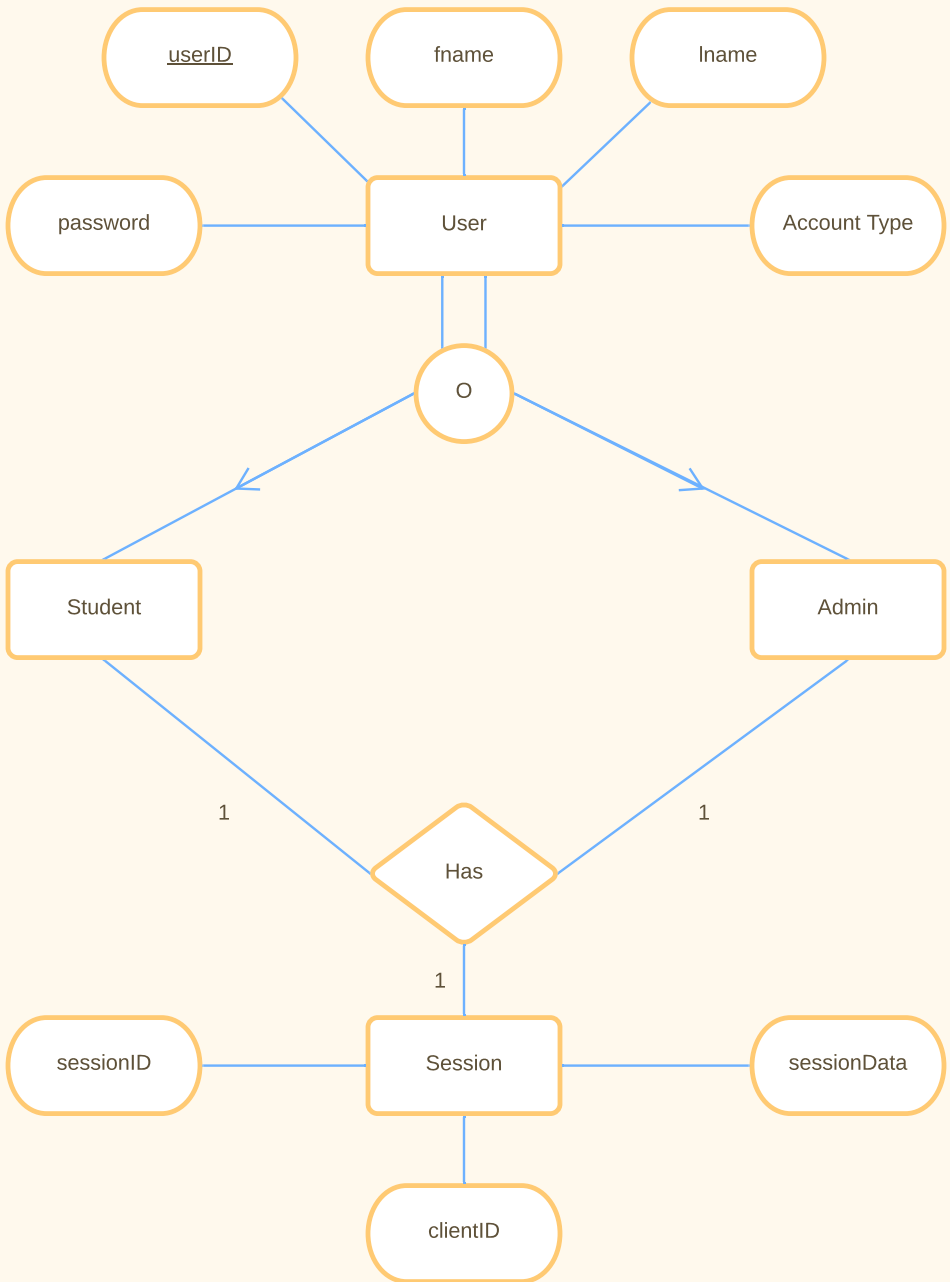 userID
fname
lname
password
User
Account Type
O
Student
Admin
1
1
Has
1
sessionID
Session
sessionData
clientID